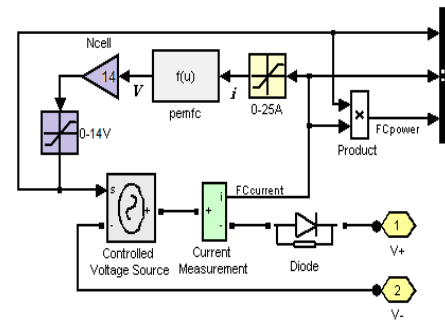 Ncell
14
V
f(u)
pemfc
i
0-25A
0-14V
×
Product
FCpower
s
-
+
Controlled
Voltage Source
FCcurrent
+
i
-
Current
Measurement
Diode
1
V+
2
V-